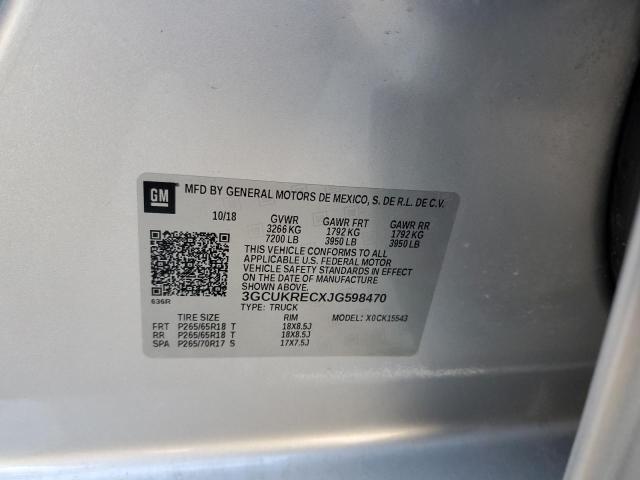 GM MFD BY GENERAL MOTORS DE MEXICO, S. DE R.L. DE C.V.
10/18 GVWR GAWR FRT GAWR RR
3266 KG 1792 KG 1792 KG
7200 LB 3950 LB 3950 LB
THIS VEHICLE CONFORMS TO ALL
APPLICABLE U.S. FEDERAL MOTOR
VEHICLE SAFETY STANDARDS IN EFFECT
ON THE DATE OF MANUFACTURE
SHOWN ABOVE.
3GCUKRECXJG598470
636R TYPE: TRUCK
TIRE SIZE RIM MODEL: X0CK15543
FRT P265/65R18 T 18X8.5J
RR P265/65R18 T 18X8.5J
SPA P265/70R17 S 17X7.5J